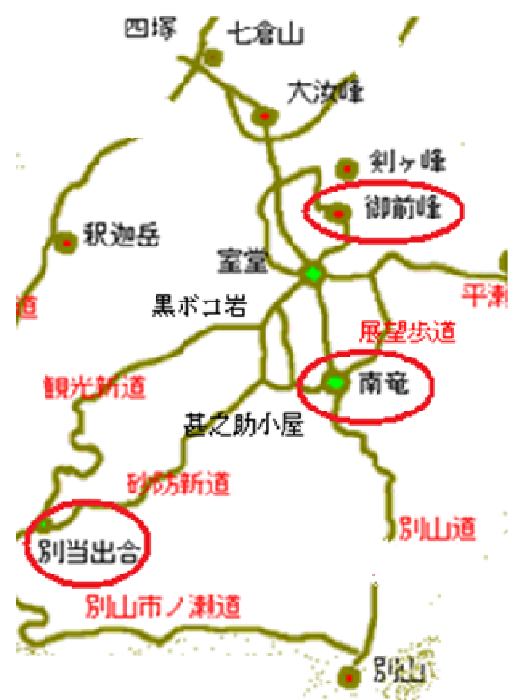 四塚
七倉山
大汝峰
剣ヶ峰
御前峰
釈迦岳
室堂
平瀬
道
黒ボコ岩
展望歩道
観光新道
南竜
甚之助小屋
砂防新道
別山道
別当出合
別山市ノ瀬道
別山